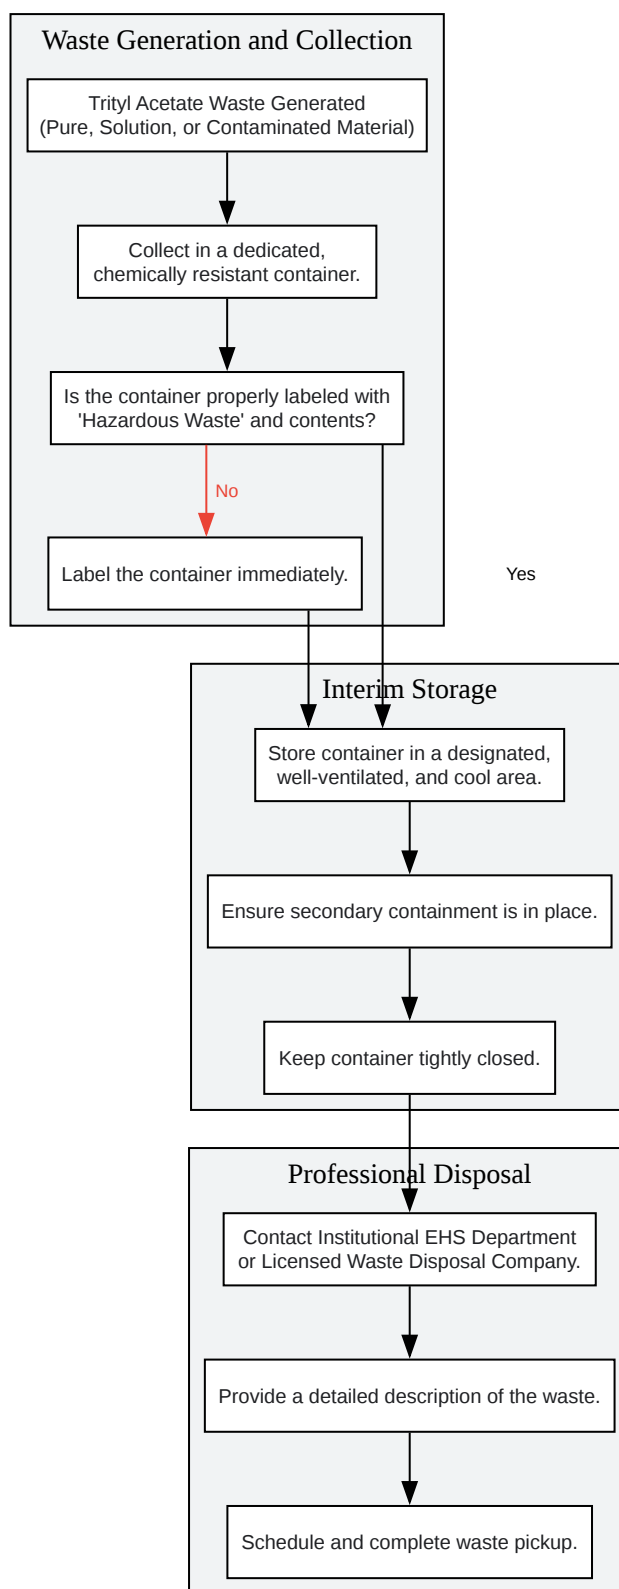 Waste Generation and Collection
Trityl Acetate Waste Generated
(Pure, Solution, or Contaminated Material)
Collect in a dedicated,
chemically resistant container.
Is the container properly labeled with
'Hazardous Waste' and contents?
No
Label the container immediately.
Yes
Interim Storage
Store container in a designated,
well-ventilated, and cool area.
Ensure secondary containment is in place.
Keep container tightly closed.
Professional Disposal
Contact Institutional EHS Department
or Licensed Waste Disposal Company.
Provide a detailed description of the waste.
Schedule and complete waste pickup.